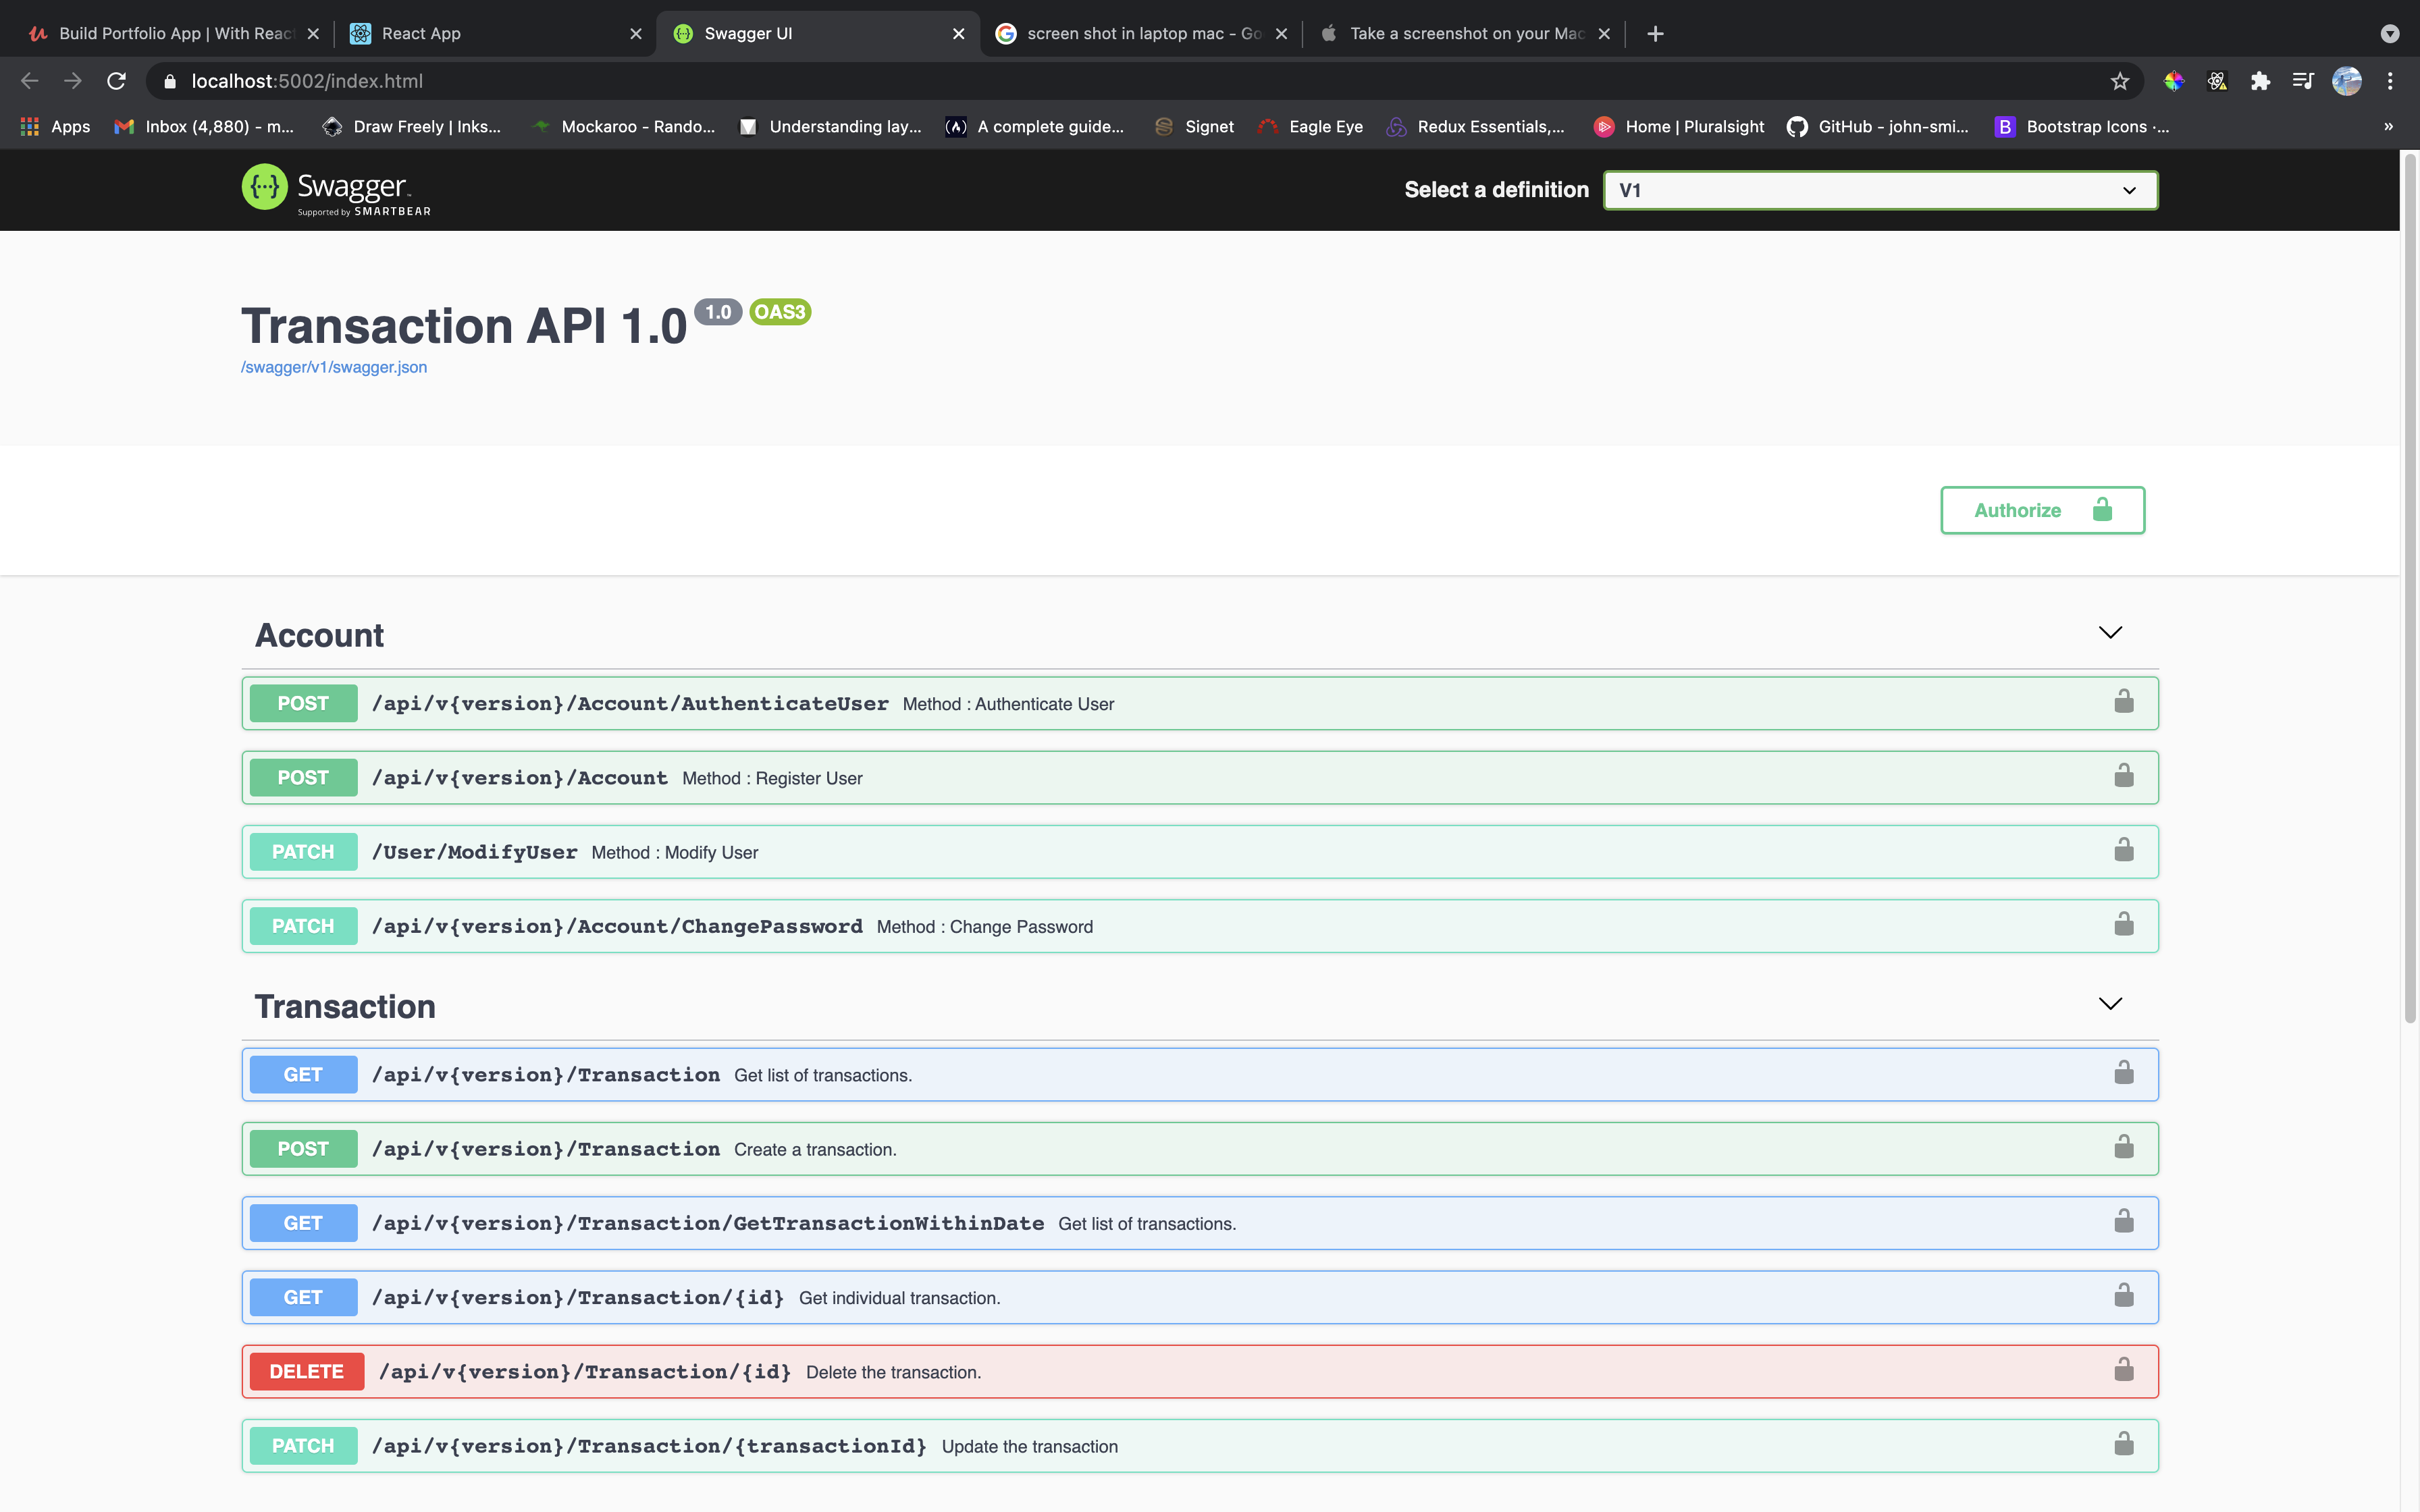 Build Portfolio App | With Reac
React App
Swagger UI
screen shot in laptop mac - Go
Take a screenshot on your Mac
localhost:5002/index.html
Apps
Inbox (4,880) - m...
Draw Freely | Inks...
Mockaroo - Rando...
Understanding lay...
A complete guide...
Signet
Eagle Eye
Redux Essentials,...
Home | Pluralsight
GitHub - john-smi...
B
Bootstrap Icons ·...
»
{···} Swagger™
Supported by SMARTBEAR
Select a definition
V1
Transaction API 1.0 1.0 OAS3
/swagger/v1/swagger.json
Authorize
Account
POST /api/v{version}/Account/AuthenticateUser Method : Authenticate User
POST /api/v{version}/Account Method : Register User
PATCH /User/ModifyUser Method : Modify User
PATCH /api/v{version}/Account/ChangePassword Method : Change Password
Transaction
GET /api/v{version}/Transaction Get list of transactions.
POST /api/v{version}/Transaction Create a transaction.
GET /api/v{version}/Transaction/GetTransactionWithinDate Get list of transactions.
GET /api/v{version}/Transaction/{id} Get individual transaction.
DELETE /api/v{version}/Transaction/{id} Delete the transaction.
PATCH /api/v{version}/Transaction/{transactionId} Update the transaction